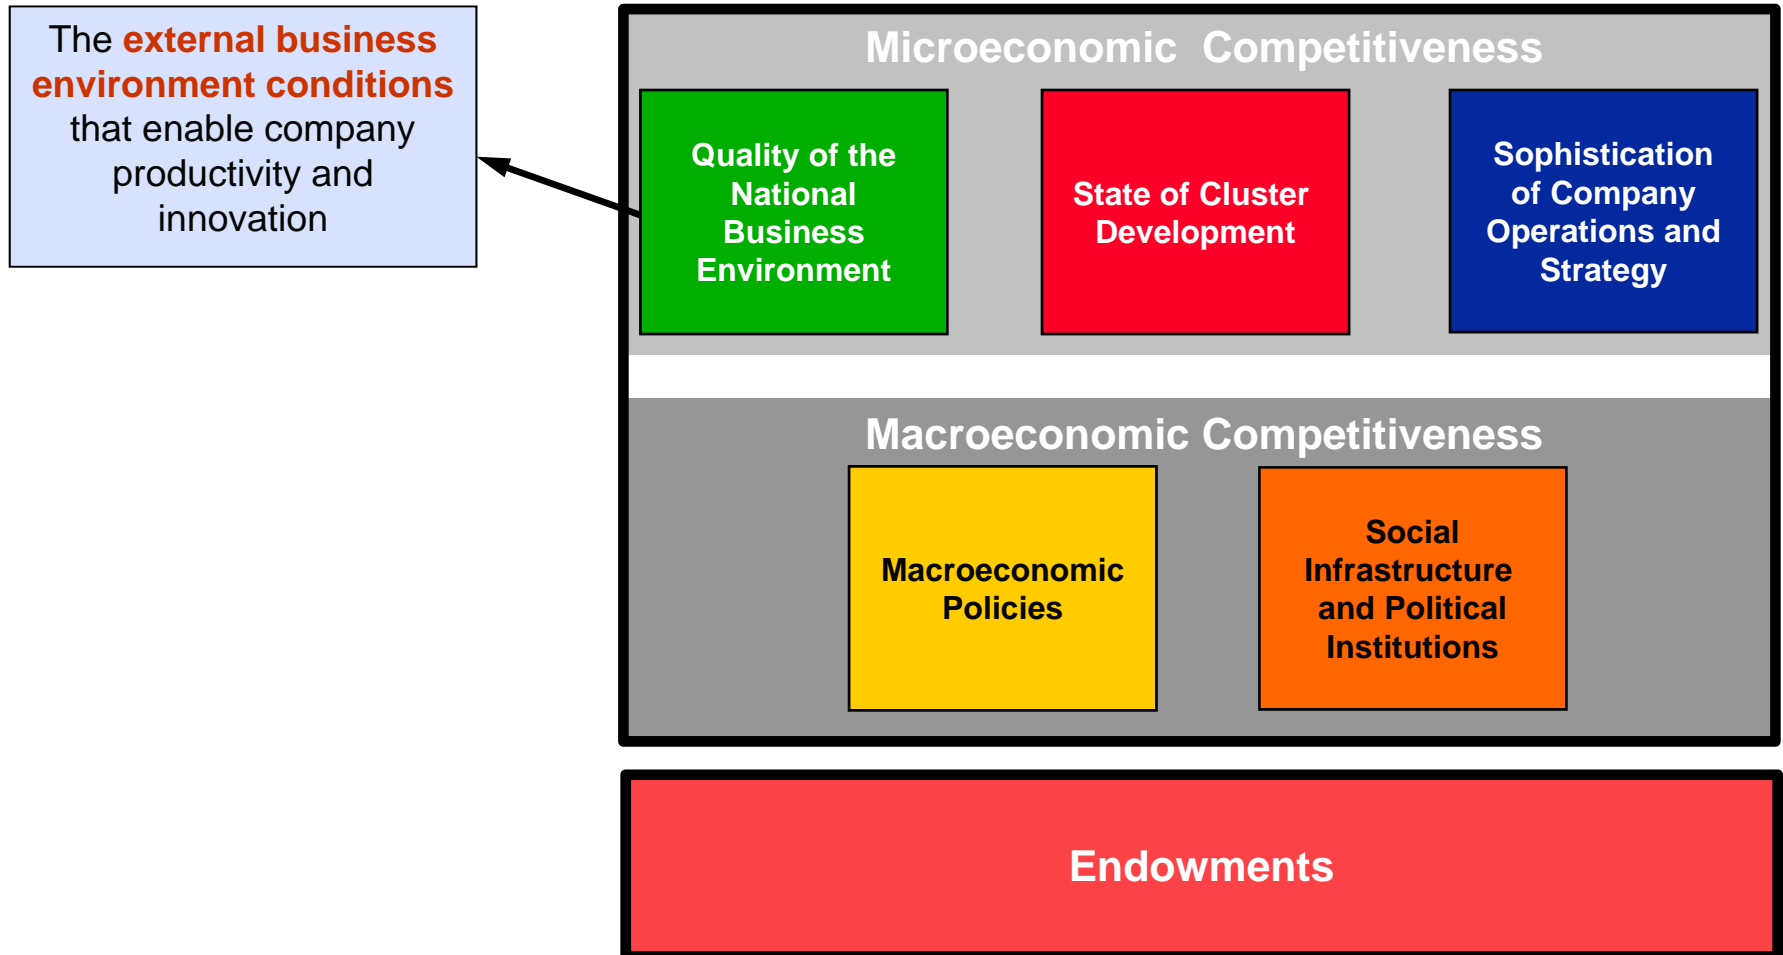 The external business
environment conditions
that enable company
productivity and
innovation
Microeconomic Competitiveness
Quality of the
National
Business
Environment
State of Cluster
Development
Sophistication
of Company
Operations and
Strategy
Macroeconomic Competitiveness
Macroeconomic
Policies
Social
Infrastructure
and Political
Institutions
Endowments